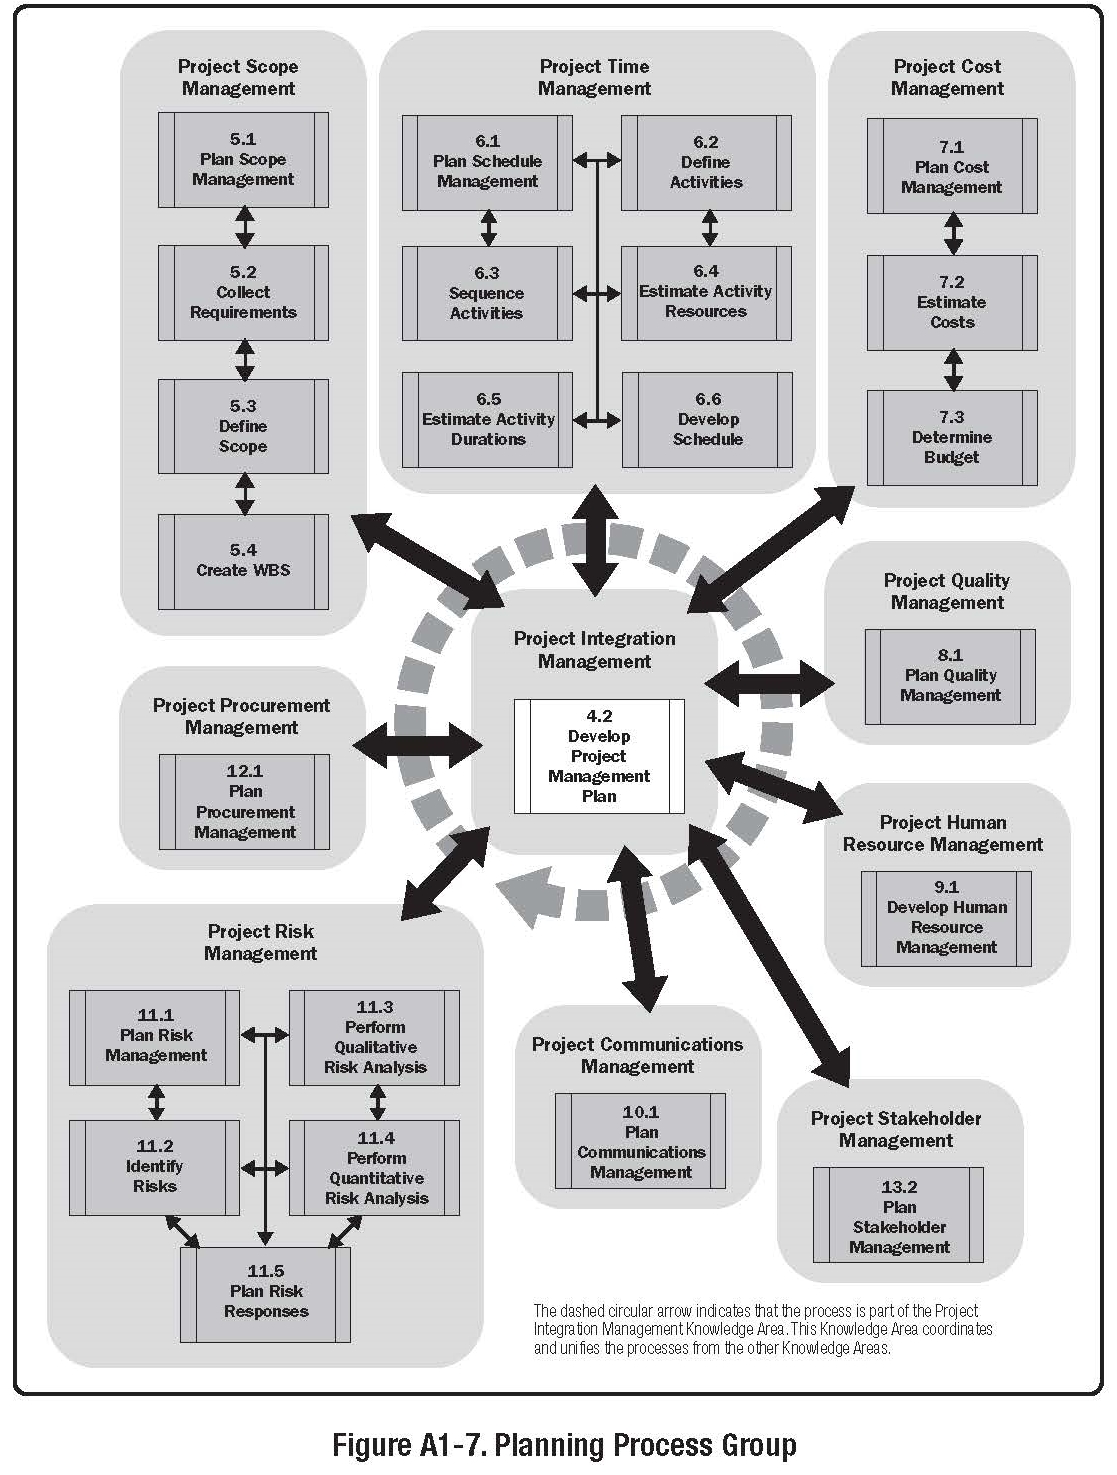 Project Scope
Management
5.1
Plan Scope
Management
5.2
Collect
Requirements
5.3
Define
Scope
5.4
Create WBS
Project Time
Management
6.1
Plan Schedule
Management
6.2
Define
Activities
6.3
Sequence
Activities
6.4
Estimate Activity
Resources
6.5
Estimate Activity
Durations
6.6
Develop
Schedule
Project Cost
Management
7.1
Plan Cost
Management
7.2
Estimate
Costs
7.3
Determine
Budget
Project Integration
Management
4.2
Develop
Project
Management
Plan
Project Quality
Management
8.1
Plan Quality
Management
Project Procurement
Management
12.1
Plan
Procurement
Management
Project Human
Resource Management
9.1
Develop Human
Resource
Management
Project Risk
Management
11.1
Plan Risk
Management
11.3
Perform
Qualitative
Risk Analysis
11.2
Identify
Risks
11.4
Perform
Quantitative
Risk Analysis
11.5
Plan Risk
Responses
Project Communications
Management
10.1
Plan
Communications
Management
Project Stakeholder
Management
13.2
Plan
Stakeholder
Management
The dashed circular arrow indicates that the process is part of the Project
Integration Management Knowledge Area. This Knowledge Area coordinates
and unifies the processes from the other Knowledge Areas.
Figure A1-7. Planning Process Group